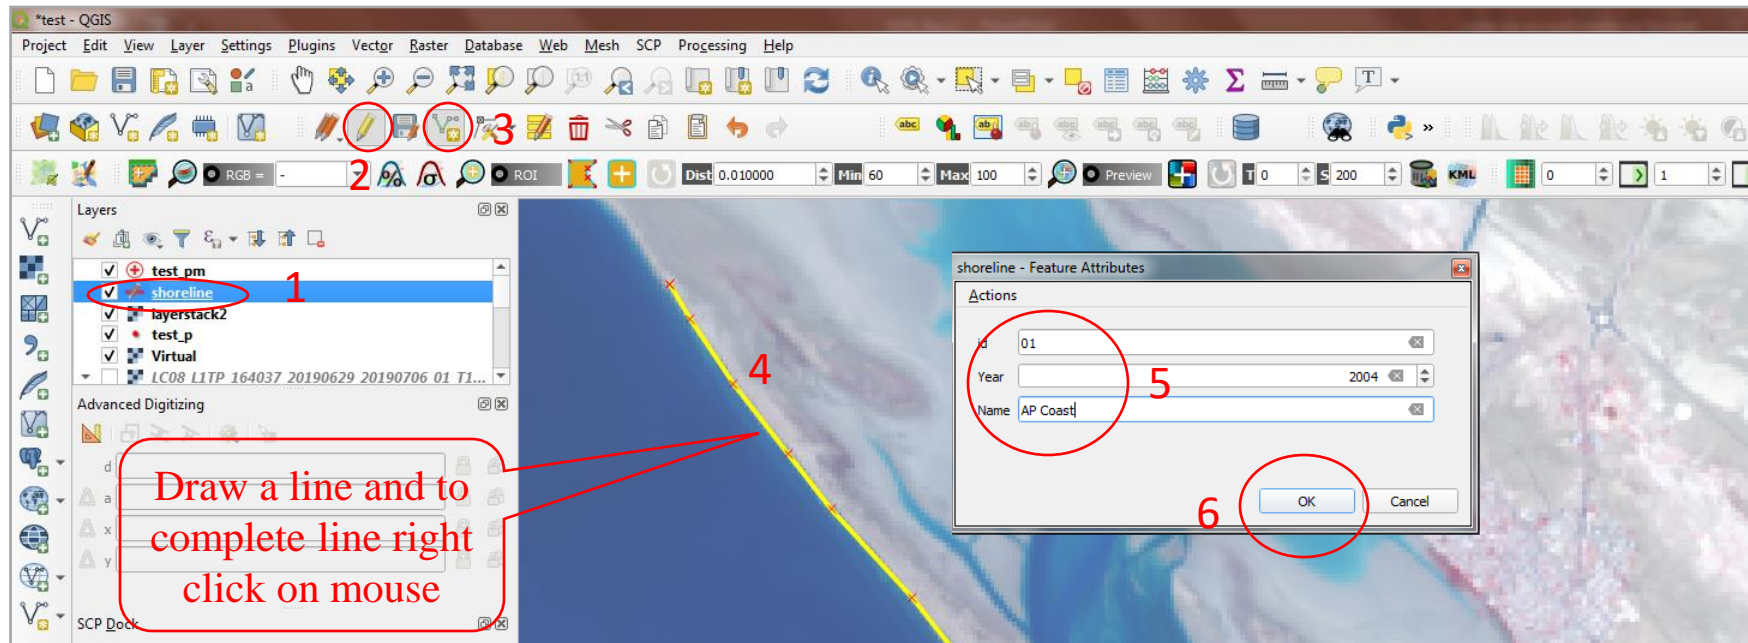 *test - QGIS
Project Edit View Layer Settings Plugins Vector Raster Database Web Mesh SCP Processing Help
3
2
RGB = -
ROI
Dist 0.010000
Min 60
Max 100
Preview
T 0
S 200
KML
0
1
Layers
test_pm
shoreline
1
layerstack2
test_p
Virtual
LC08_L1TP_164037_20190629_20190706_01_T1...
Advanced Digitizing
d
a
x
y
Draw a line and to
complete line right
click on mouse
SCP Dock
4
shoreline - Feature Attributes
Actions
id 01
Year 2004
Name AP Coast
5
6
OK Cancel